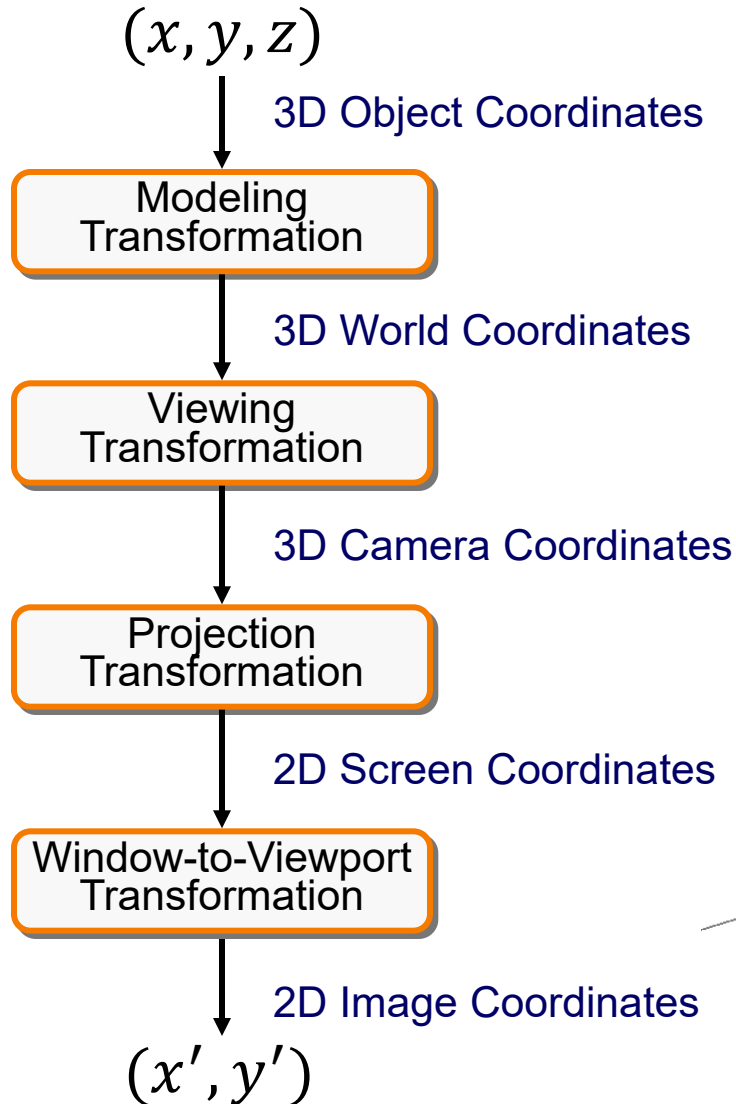 (x, y, z)
3D Object Coordinates
Modeling
Transformation
3D World Coordinates
Viewing
Transformation
3D Camera Coordinates
Projection
Transformation
2D Screen Coordinates
Window-to-Viewport
Transformation
2D Image Coordinates
(x′, y′)